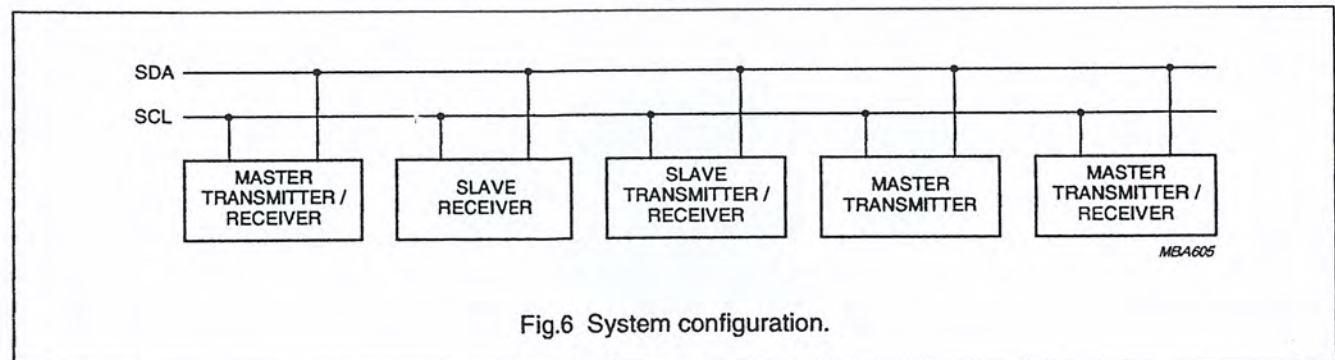 SDA
SCL
MASTER
TRANSMITTER /
RECEIVER
SLAVE
RECEIVER
SLAVE
TRANSMITTER /
RECEIVER
MASTER
TRANSMITTER
MASTER
TRANSMITTER /
RECEIVER
MBA605
Fig.6 System configuration.